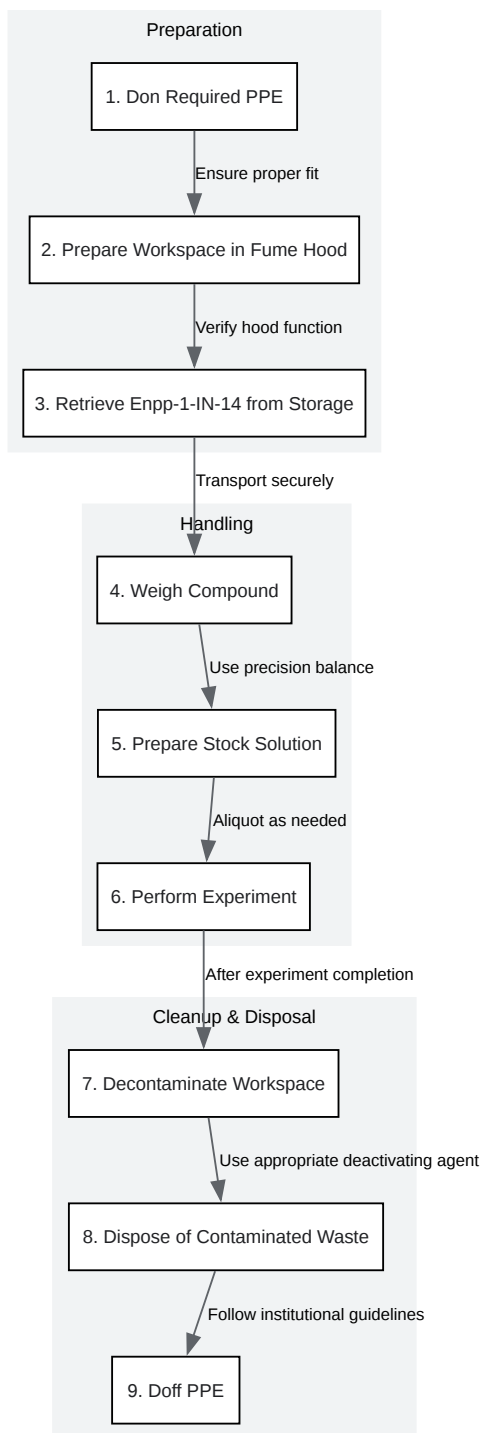 Preparation
1. Don Required PPE
Ensure proper fit
2. Prepare Workspace in Fume Hood
Verify hood function
3. Retrieve Enpp-1-IN-14 from Storage
Transport securely
Handling
4. Weigh Compound
Use precision balance
5. Prepare Stock Solution
Aliquot as needed
6. Perform Experiment
After experiment completion
Cleanup & Disposal
7. Decontaminate Workspace
Use appropriate deactivating agent
8. Dispose of Contaminated Waste
Follow institutional guidelines
9. Doff PPE